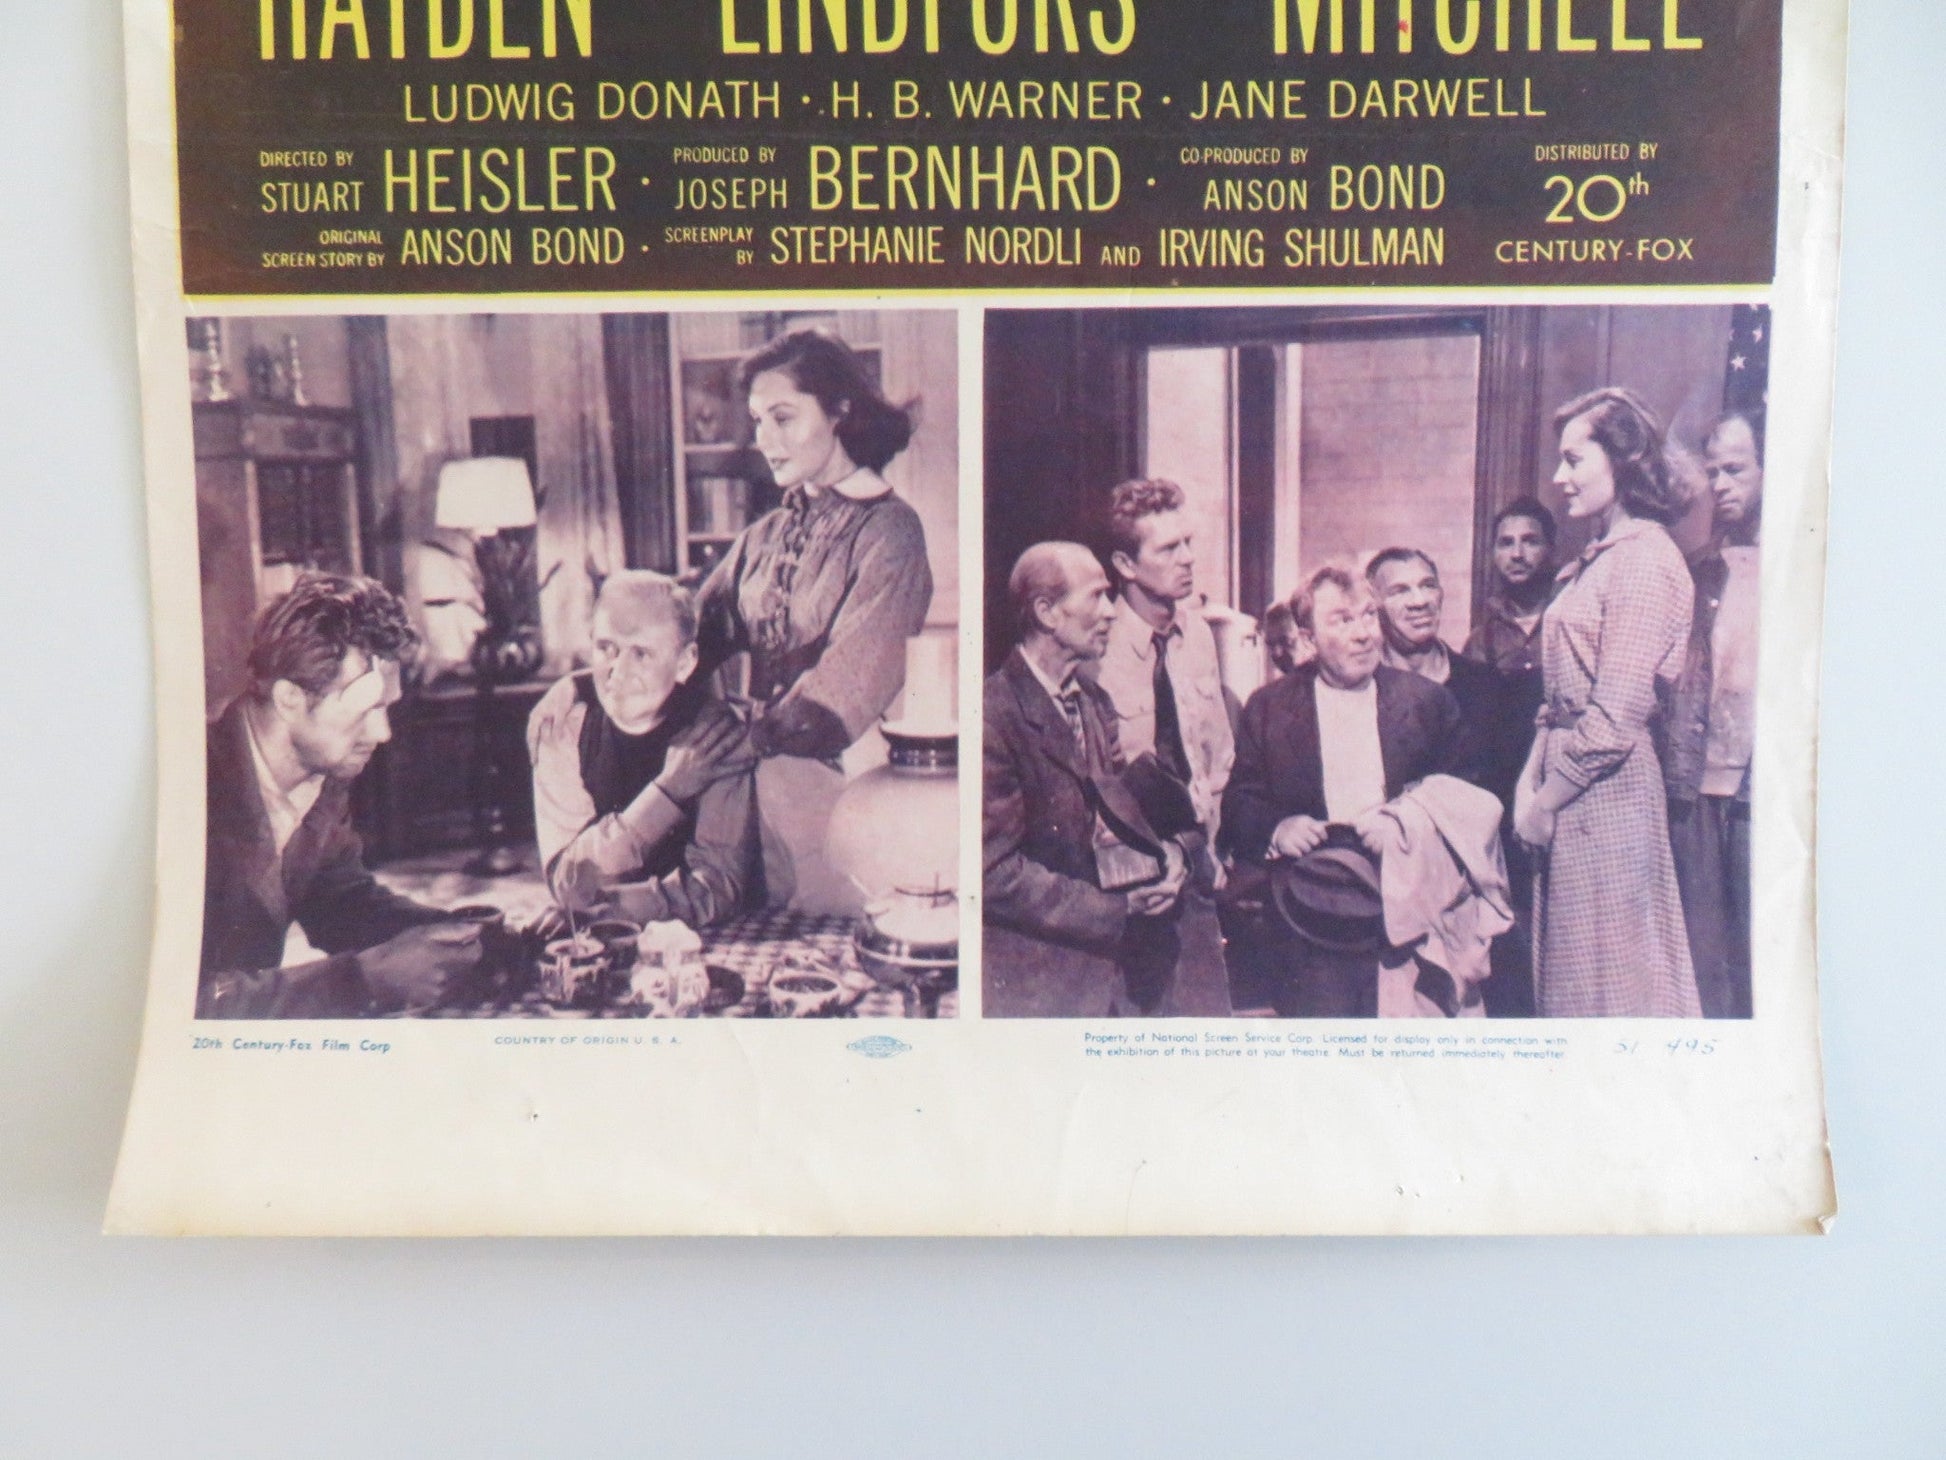 HAYDEN LINDFORS MITCHELL
LUDWIG DONATH · H. B. WARNER · JANE DARWELL
DIRECTED BY STUART HEISLER · PRODUCED BY JOSEPH BERNHARD · CO-PRODUCED BY ANSON BOND
ORIGINAL SCREEN STORY BY ANSON BOND · SCREENPLAY BY STEPHANIE NORDLI AND IRVING SHULMAN
DISTRIBUTED BY
20th
CENTURY-FOX
20th Century-Fox Film Corp
COUNTRY OF ORIGIN U. S. A.
Property of National Screen Service Corp. Licensed for display only in connection with
the exhibition of this picture at your theatre. Must be returned immediately thereafter.
51 495